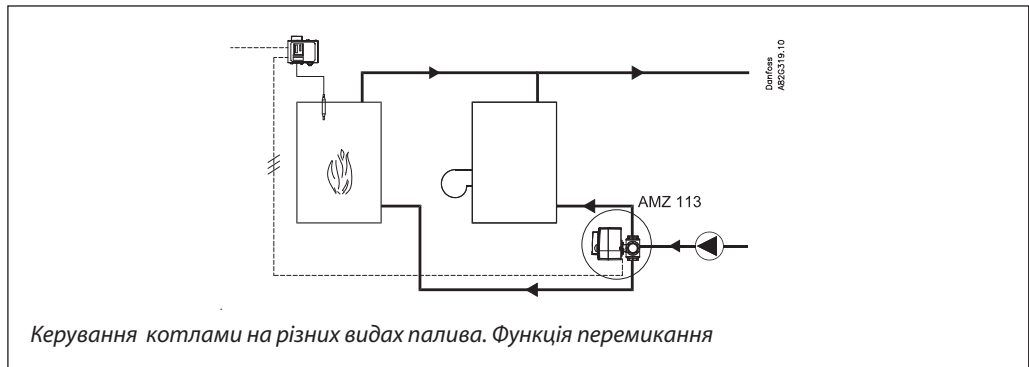 Danfoss
A82G319.10
AMZ 113
Керування котлами на різних видах палива. Функція перемикання